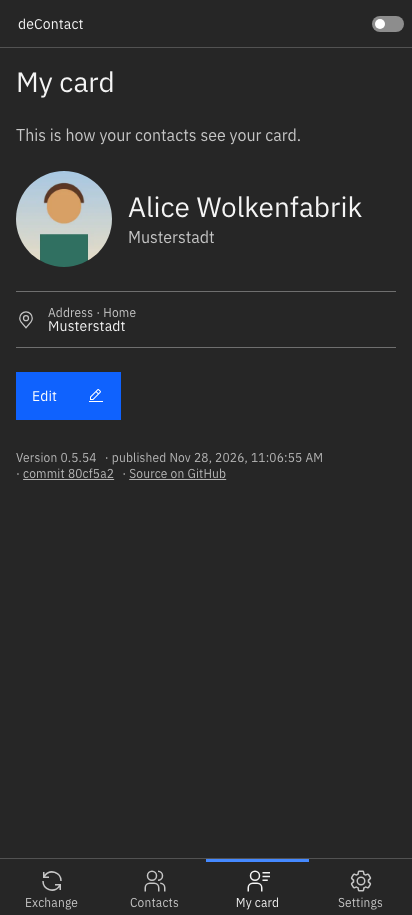 deContact
My card
This is how your contacts see your card.
Alice Wolkenfabrik
Musterstadt
Address · Home
Musterstadt
Edit
Version 0.5.54 · published Nov 28, 2026, 11:06:55 AM
· commit 80cf5a2 · Source on GitHub
Exchange
Contacts
My card
Settings